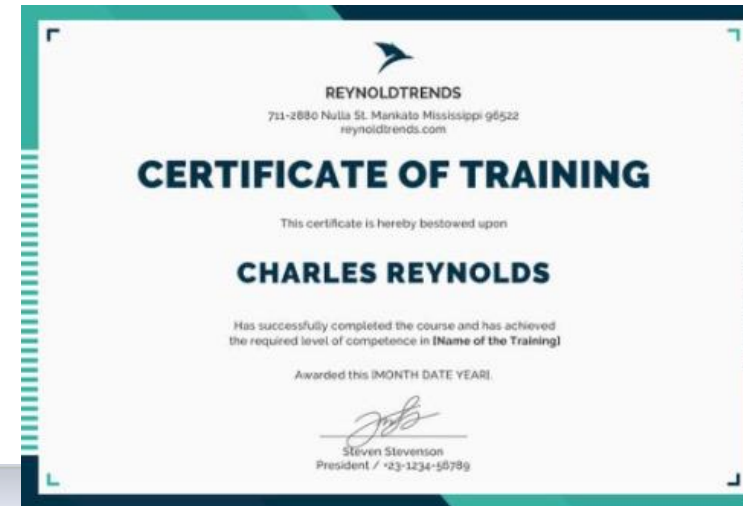 REYNOLDTRENDS
711-2880 Nulla St. Mankato Mississippi 96522
reynoldtrends.com
CERTIFICATE OF TRAINING
This certificate is hereby bestowed upon
CHARLES REYNOLDS
Has successfully completed the course and has achieved
the required level of competence in [Name of the Training]
Awarded this [MONTH DATE YEAR].
Steven Stevenson
President / +23-1234-56789